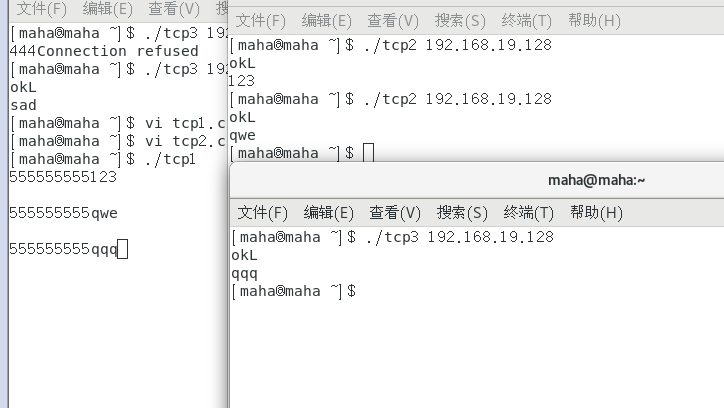 文件(F) 编辑(E) 查看(V) 搜
[maha@maha ~]$ ./tcp3 192
444Connection refused
[maha@maha ~]$ ./tcp3 192
okL
sad
[maha@maha ~]$ vi tcp1.c
[maha@maha ~]$ vi tcp2.c
[maha@maha ~]$ ./tcp1
555555555123
555555555qwe
555555555qqq
文件(F) 编辑(E) 查看(V) 搜索(S) 终端(T) 帮助(H)
[maha@maha ~]$ ./tcp2 192.168.19.128
okL
123
[maha@maha ~]$ ./tcp2 192.168.19.128
okL
qwe
[maha@maha ~]$
maha@maha:~
文件(F) 编辑(E) 查看(V) 搜索(S) 终端(T) 帮助(H)
[maha@maha ~]$ ./tcp3 192.168.19.128
okL
qqq
[maha@maha ~]$